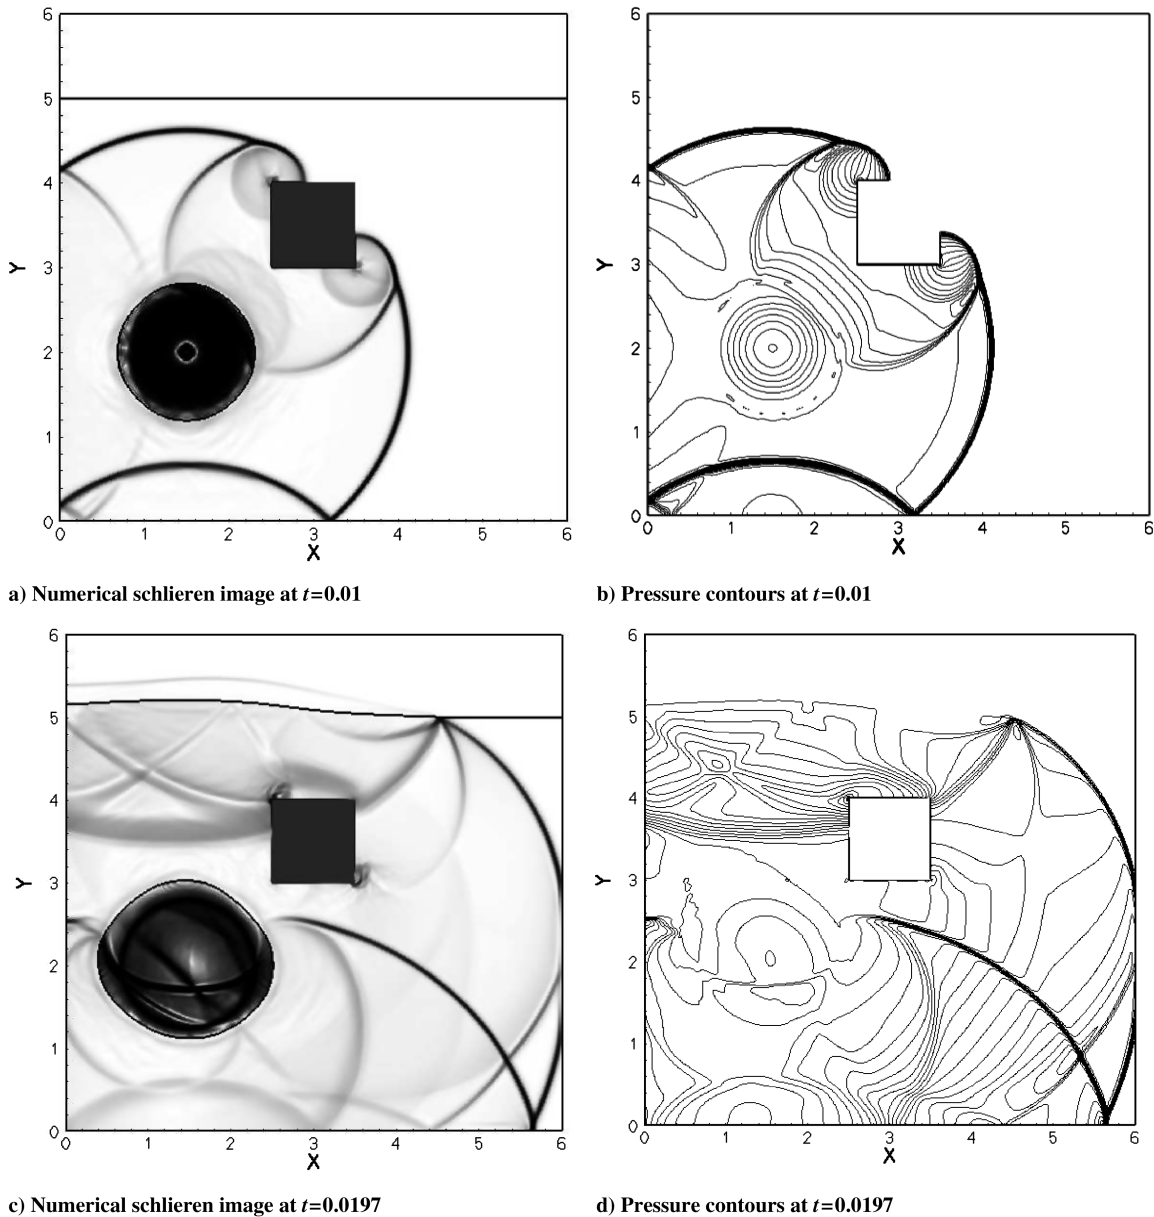 6
5
4
Y
3
2
1
0
0 1 2 3 4 5 6
X
6
5
4
Y
3
2
1
0
0 1 2 3 4 5 6
X
a) Numerical schlieren image at t=0.01
b) Pressure contours at t=0.01
6
5
4
3
Y
2
1
0
0 1 2 3 4 5 6
X
6
5
4
3
Y
2
1
0
0 1 2 3 4 5 6
X
c) Numerical schlieren image at t=0.0197
d) Pressure contours at t=0.0197